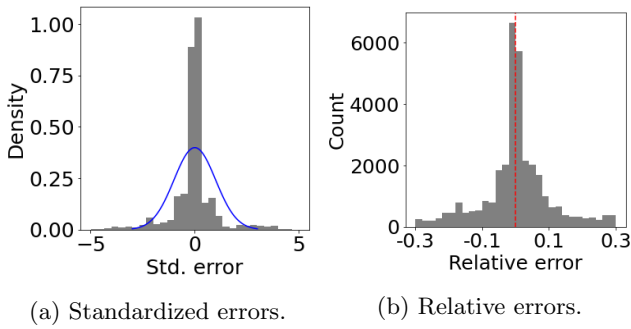 1.00
0.75
0.50
0.25
0.00
Density
−5 0 5
Std. error
(a) Standardized errors.
6000
4000
2000
0
Count
-0.3 -0.1 0.1 0.3
Relative error
(b) Relative errors.